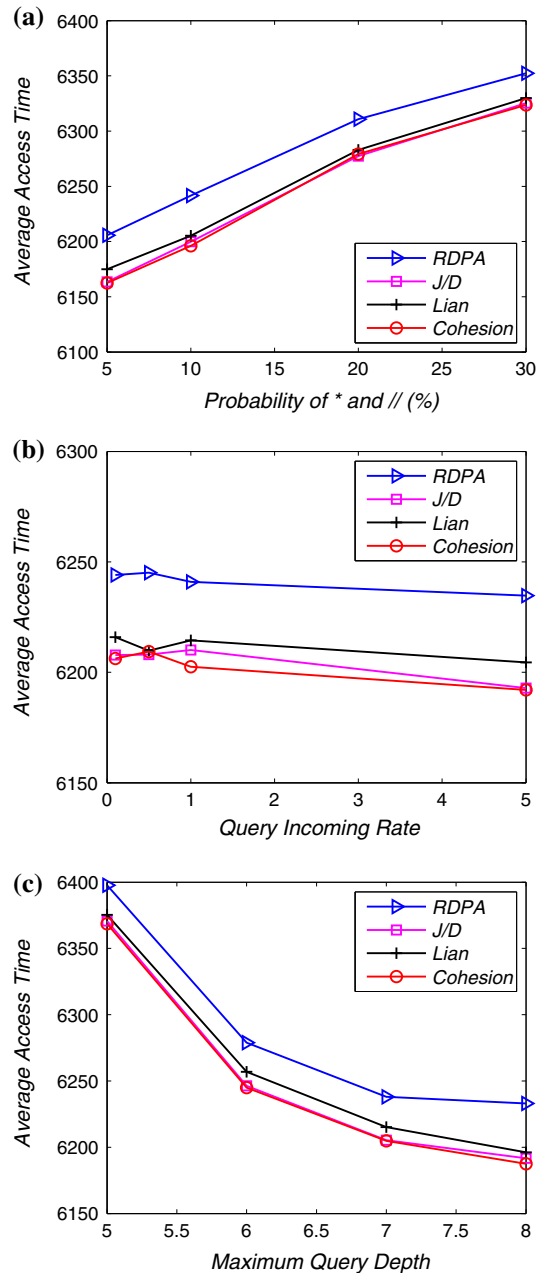 (a)
6400
6350
6300
6250
6200
6150
6100
Average Access Time
RDPA
J/D
Lian
Cohesion
5 10 15 20 25 30
Probability of * and // (%)
(b)
6300
6250
6200
6150
Average Access Time
RDPA
J/D
Lian
Cohesion
0 1 2 3 4 5
Query Incoming Rate
(c)
6400
6350
6300
6250
6200
6150
Average Access Time
RDPA
J/D
Lian
Cohesion
5 5.5 6 6.5 7 7.5 8
Maximum Query Depth